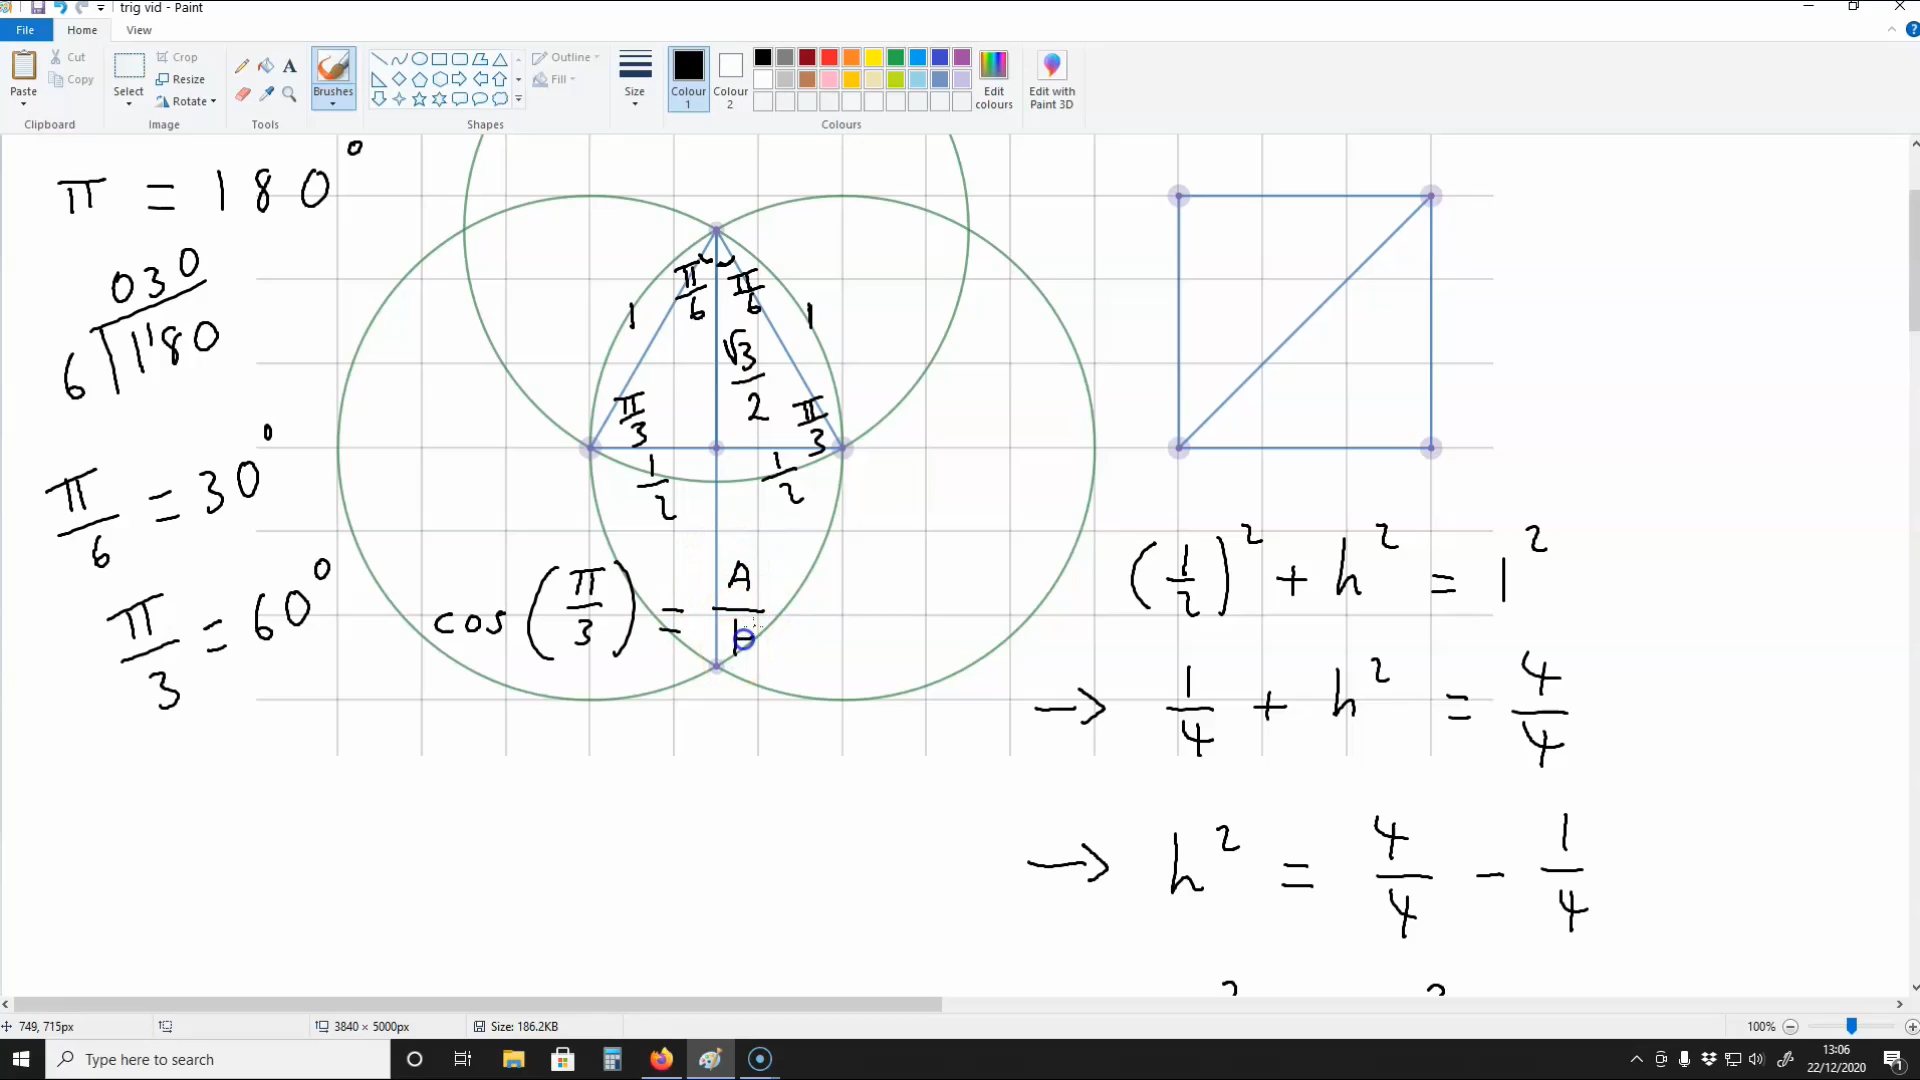 trig vid - Paint
File Home View
Paste
Cut
Copy
Clipboard
Select
Crop
Resize
Rotate
Image
Tools
Brushes
Shapes
Outline
Fill
Size
Colour 1
Colour 2
Edit colours
Edit with Paint 3D
Colours
π = 180°
030
6 1¹80
π/6 = 30°
π/3 = 60°
π/6 π/6
1 1
√3/2
π/3 π/3
1/2 1/2
cos(π/3) = A/H
(1/2)² + h² = 1²
→ 1/4 + h² = 4/4
→ h² = 4/4 - 1/4
2 2
749, 715px
3840 × 5000px
Size: 186.2KB
100%
Type here to search
13:06
22/12/2020
1